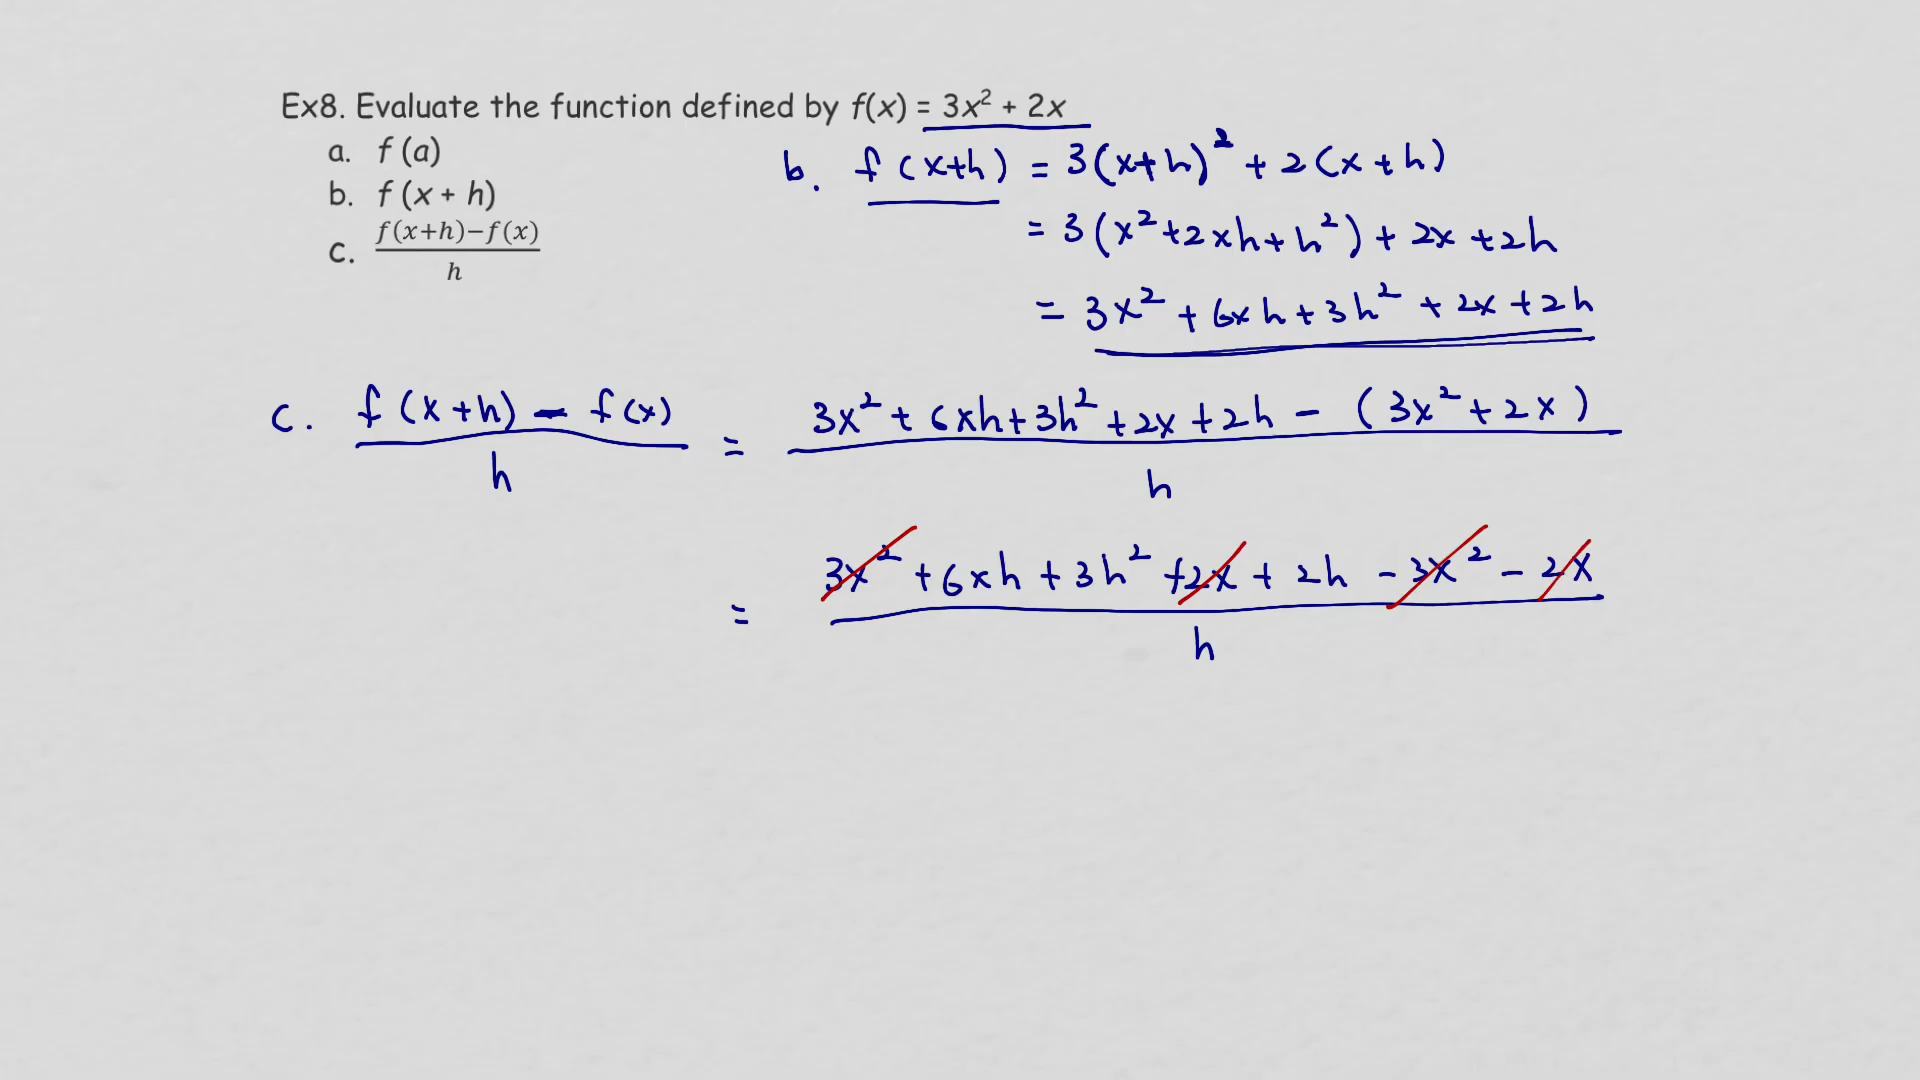 Ex8. Evaluate the function defined by f(x) = 3x² + 2x
a. f (a)
b. f (x + h)
c. f(x+h)−f(x)
h
b. f(x+h) = 3(x+h)² + 2(x+h)
= 3(x²+2xh+h²) + 2x +2h
= 3x² + 6xh+3h² + 2x +2h
c. f(x+h) - f(x) = 3x² + 6xh+3h² +2x +2h - (3x²+2x)
h h
= 3x² +6xh +3h² +2x + 2h - 3x² - 2x
h